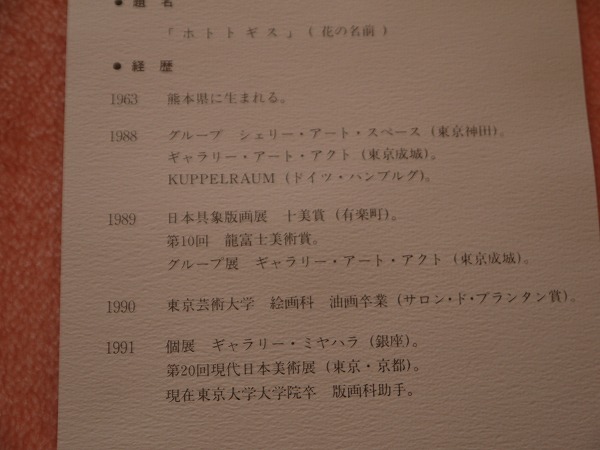 ● 題 名
「 ホ ト ト ギ ス 」 ( 花の名前 )
● 経 歴
1963 熊本県に生まれる。
1988 グループ シェリー・アート・スペース (東京神田)。
ギャラリー・アート・アクト (東京成城)。
KUPPELRAUM (ドイツ・ハンブルグ)。
1989 日本具象版画展 十美賞 (有楽町)。
第10回 龍富士美術賞。
グループ展 ギャラリー・アート・アクト (東京成城)。
1990 東京芸術大学 絵画科 油画卒業 (サロン・ド・プランタン賞)。
1991 個展 ギャラリー・ミヤハラ (銀座)。
第20回現代日本美術展 (東京・京都)。
現在東京大学大学院卒 版画科助手。